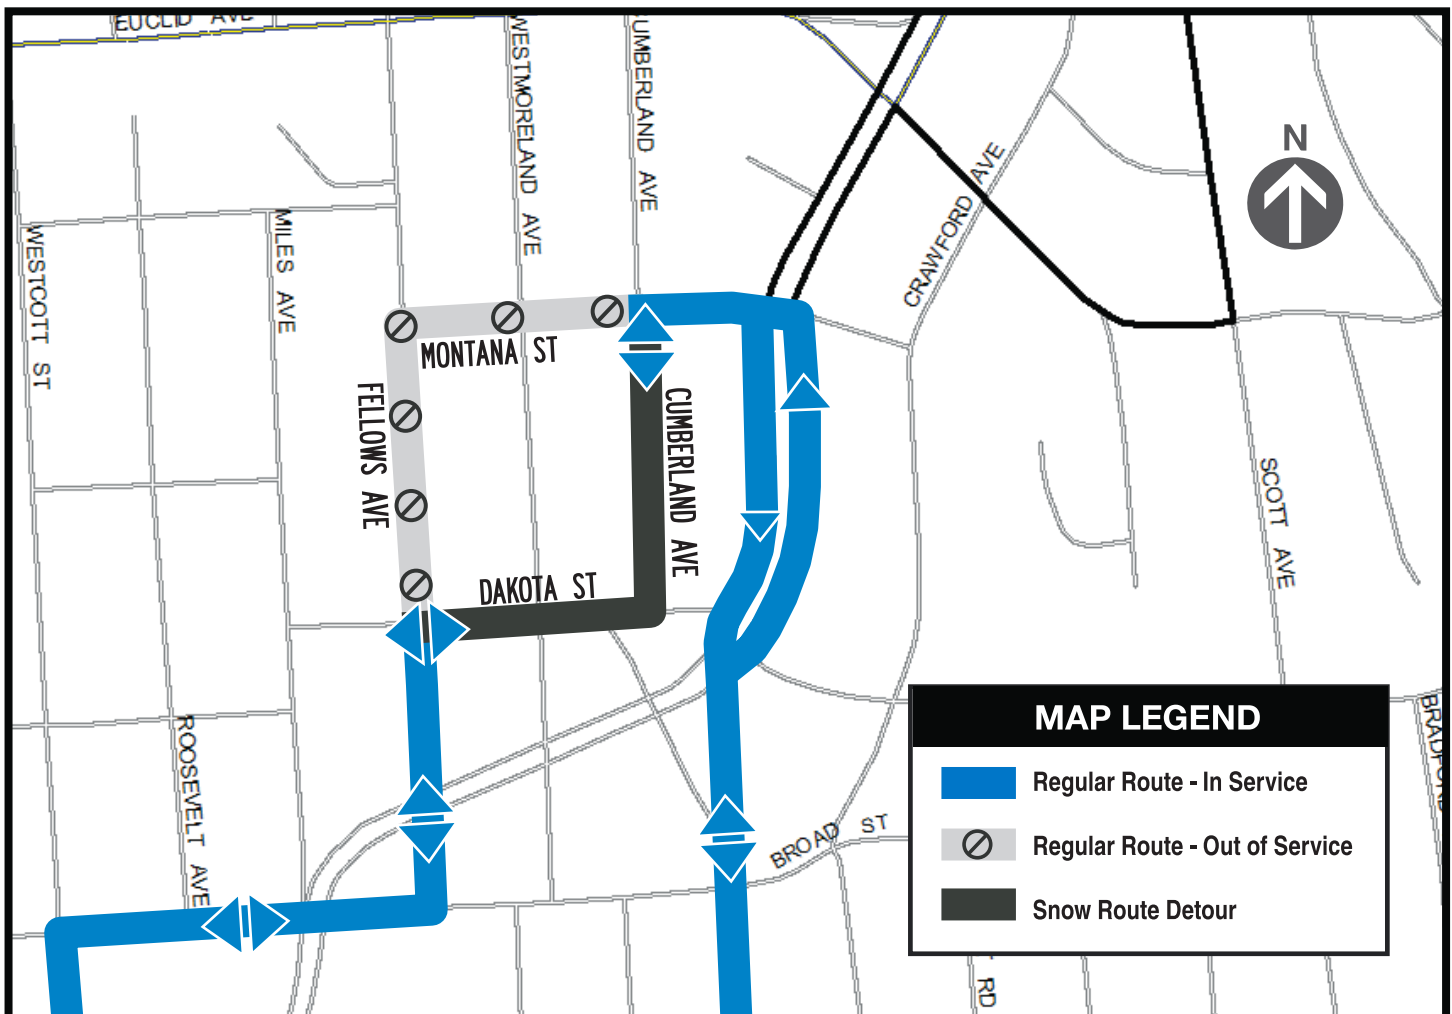 EUCLID AVE
WESTMORELAND AVE
UMBERLAND AVE
N
CRAWFORD AVE
WESTCOTT ST
MILES AVE
MONTANA ST
FELLOWS AVE
CUMBERLAND AVE
DAKOTA ST
SCOTT AVE
ROOSEVELT AVE
BROAD ST
BRADFORD
MAP LEGEND
Regular Route - In Service
Regular Route - Out of Service
Snow Route Detour
RD